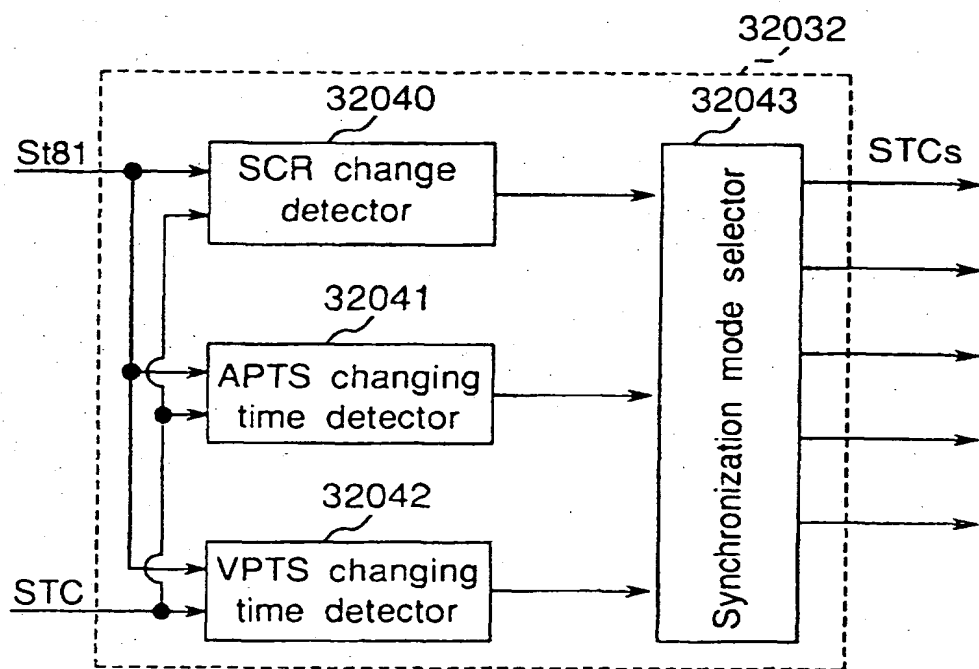 32032
32040
32043
St81
SCR change
detector
STCs
32041
APTS changing
time detector
Synchronization mode selector
32042
VPTS changing
time detector
STC